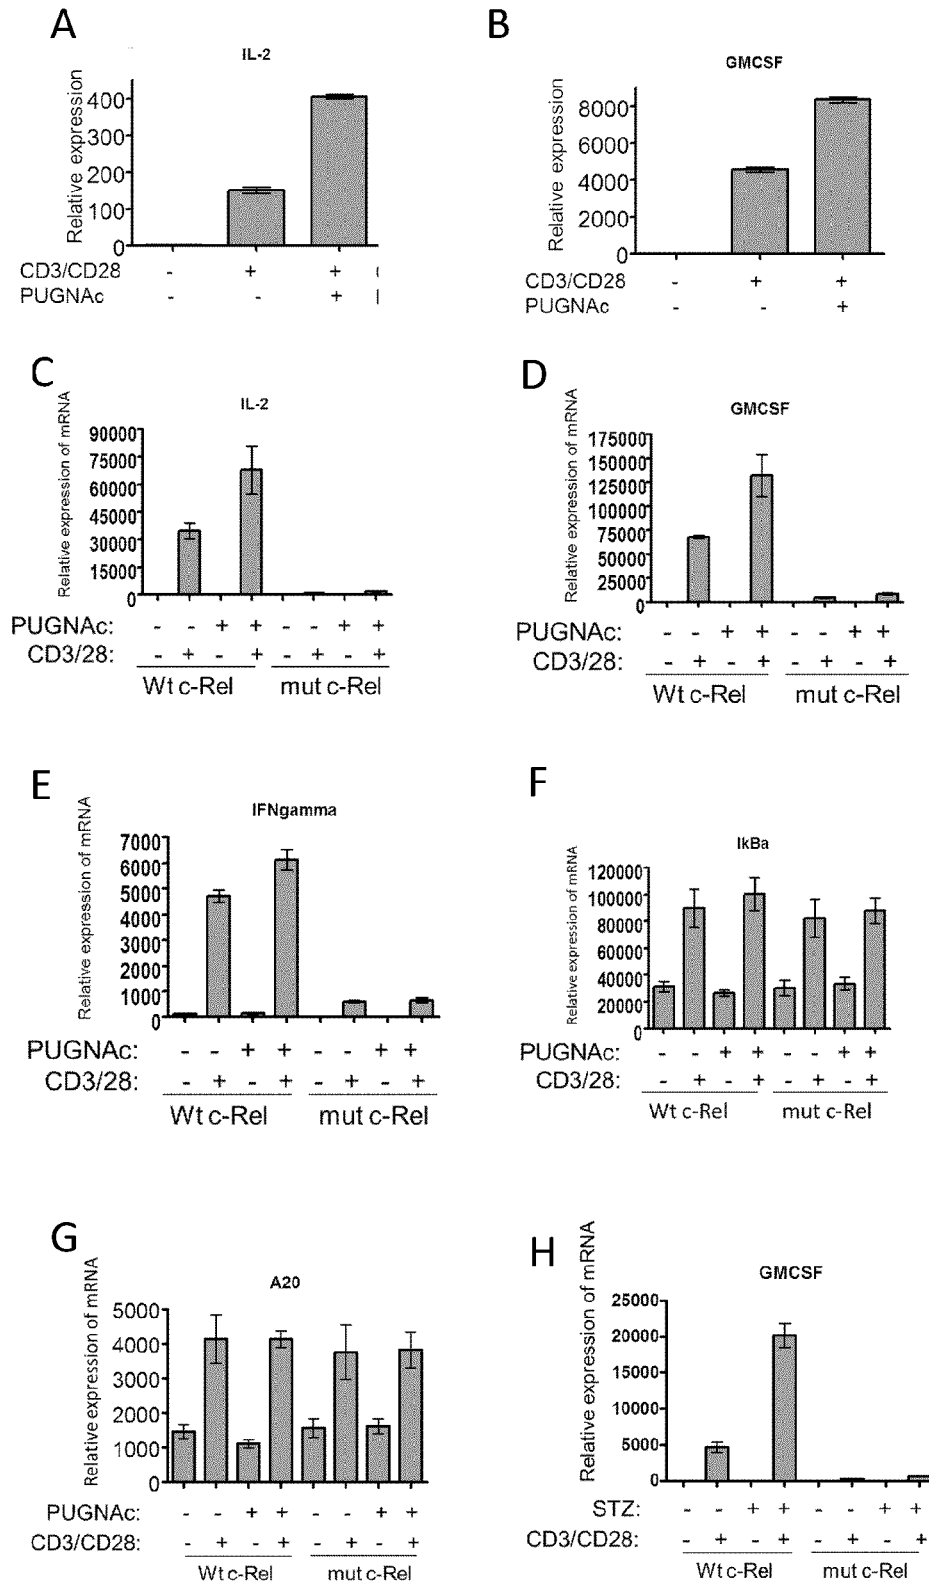 A
IL-2
Relative expression
400
300
200
100
0
CD3/CD28 - + +
PUGNAc - - +
B
GMCSF
Relative expression
8000
6000
4000
2000
0
CD3/CD28 - + +
PUGNAc - - +
C
IL-2
Relative expression of mRNA
90000
75000
60000
45000
30000
15000
0
PUGNAc: - - + + - - + +
CD3/28: - + - + - + - +
Wt c-Rel mut c-Rel
D
GMCSF
Relative expression of mRNA
175000
150000
125000
100000
75000
50000
25000
0
PUGNAc: - - + + - - + +
CD3/28: - + - + - + - +
Wt c-Rel mut c-Rel
E
IFNgamma
Relative expression of mRNA
7000
6000
5000
4000
3000
2000
1000
0
PUGNAc: - - + + - - + +
CD3/28: - + - + - + - +
Wt c-Rel mut c-Rel
F
IkBa
Relative expression of mRNA
120000
100000
80000
60000
40000
20000
0
PUGNAc: - - + + - - + +
CD3/28: - + - + - + - +
Wt c-Rel mut c-Rel
G
A20
Relative expression of mRNA
5000
4000
3000
2000
1000
0
PUGNAc: - - + + - - + +
CD3/CD28: - + - + - + - +
Wt c-Rel mut c-Rel
H
GMCSF
Relative expression of mRNA
25000
20000
15000
10000
5000
0
STZ: - - + + - - + +
CD3/CD28: - + - + - + - +
Wt c-Rel mut c-Rel